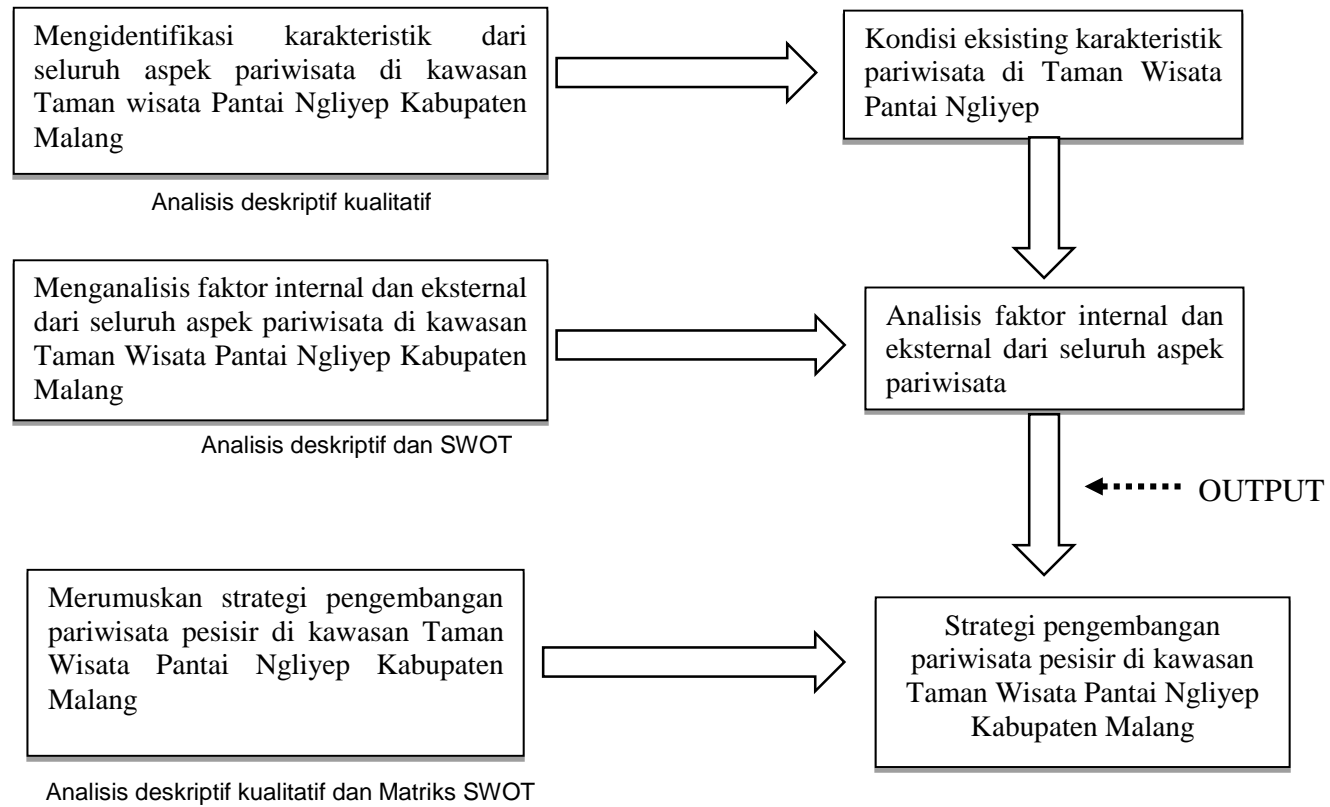 Mengidentifikasi karakteristik dari
seluruh aspek pariwisata di kawasan
Taman wisata Pantai Ngliyep Kabupaten
Malang
Kondisi eksisting karakteristik
pariwisata di Taman Wisata
Pantai Ngliyep
Analisis deskriptif kualitatif
Menganalisis faktor internal dan eksternal
dari seluruh aspek pariwisata di kawasan
Taman Wisata Pantai Ngliyep Kabupaten
Malang
Analisis faktor internal dan
eksternal dari seluruh aspek
pariwisata
Analisis deskriptif dan SWOT
OUTPUT
Merumuskan strategi pengembangan
pariwisata pesisir di kawasan Taman
Wisata Pantai Ngliyep Kabupaten
Malang
Strategi pengembangan
pariwisata pesisir di kawasan
Taman Wisata Pantai Ngliyep
Kabupaten Malang
Analisis deskriptif kualitatif dan Matriks SWOT